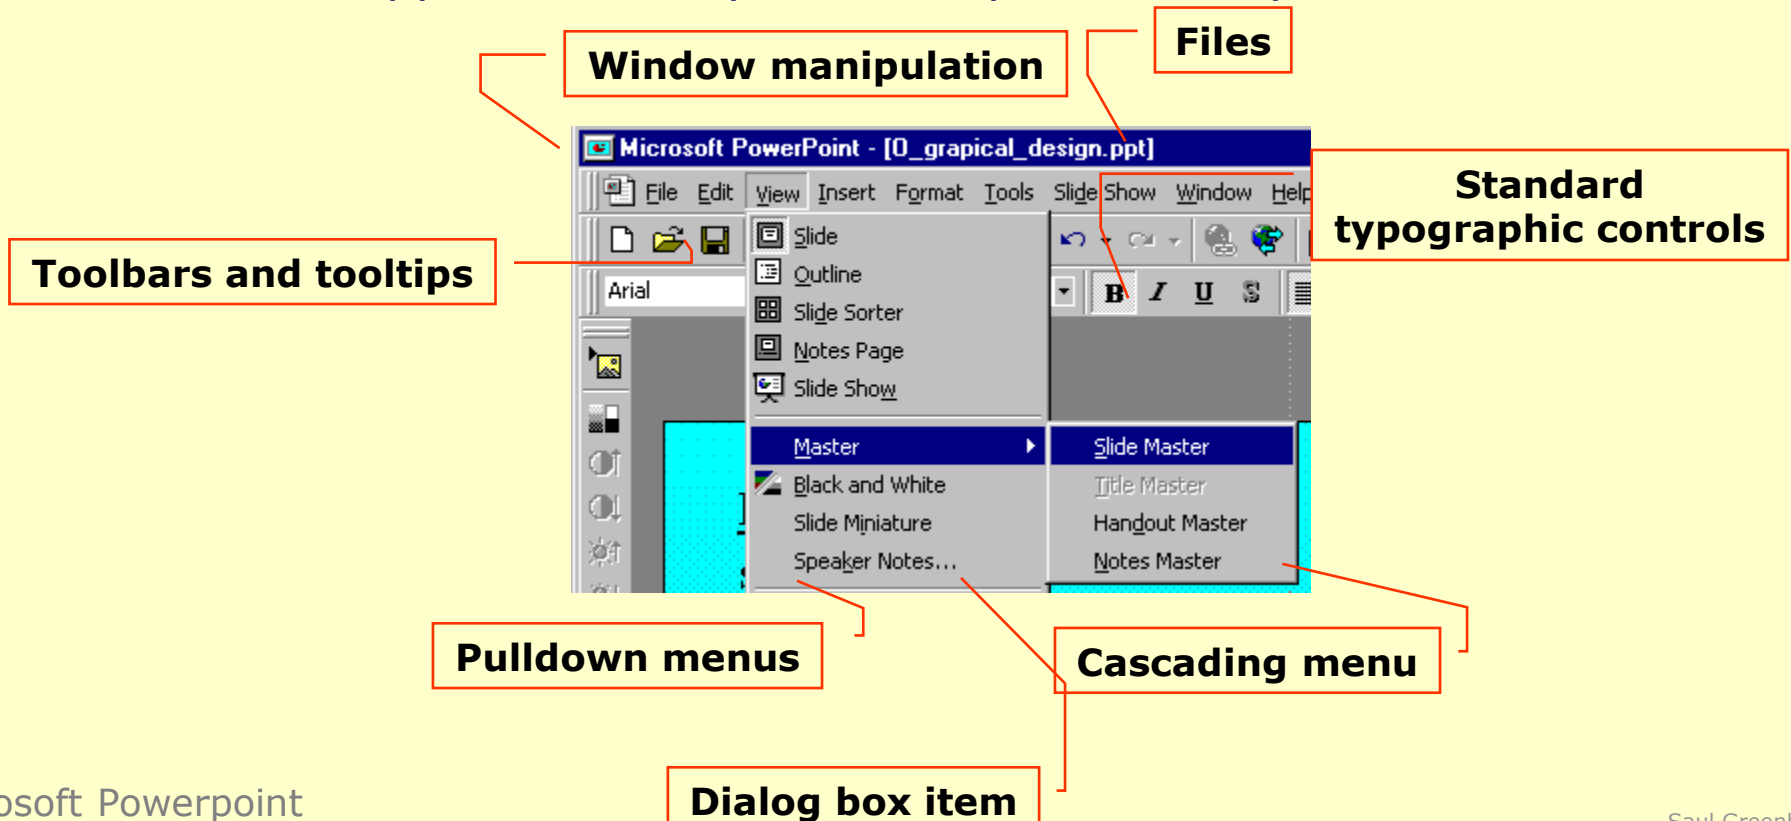 Files
Window manipulation
Microsoft PowerPoint - [0_grapical_design.ppt]
File Edit View Insert Format Tools Slide Show Window Help
Standard
typographic controls
Toolbars and tooltips
Arial
B I U S
Slide
Outline
Slide Sorter
Notes Page
Slide Show
Master
Black and White
Slide Miniature
Speaker Notes...
Slide Master
Title Master
Handout Master
Notes Master
Pulldown menus
Cascading menu
Dialog box item
osoft Powerpoint
Saul